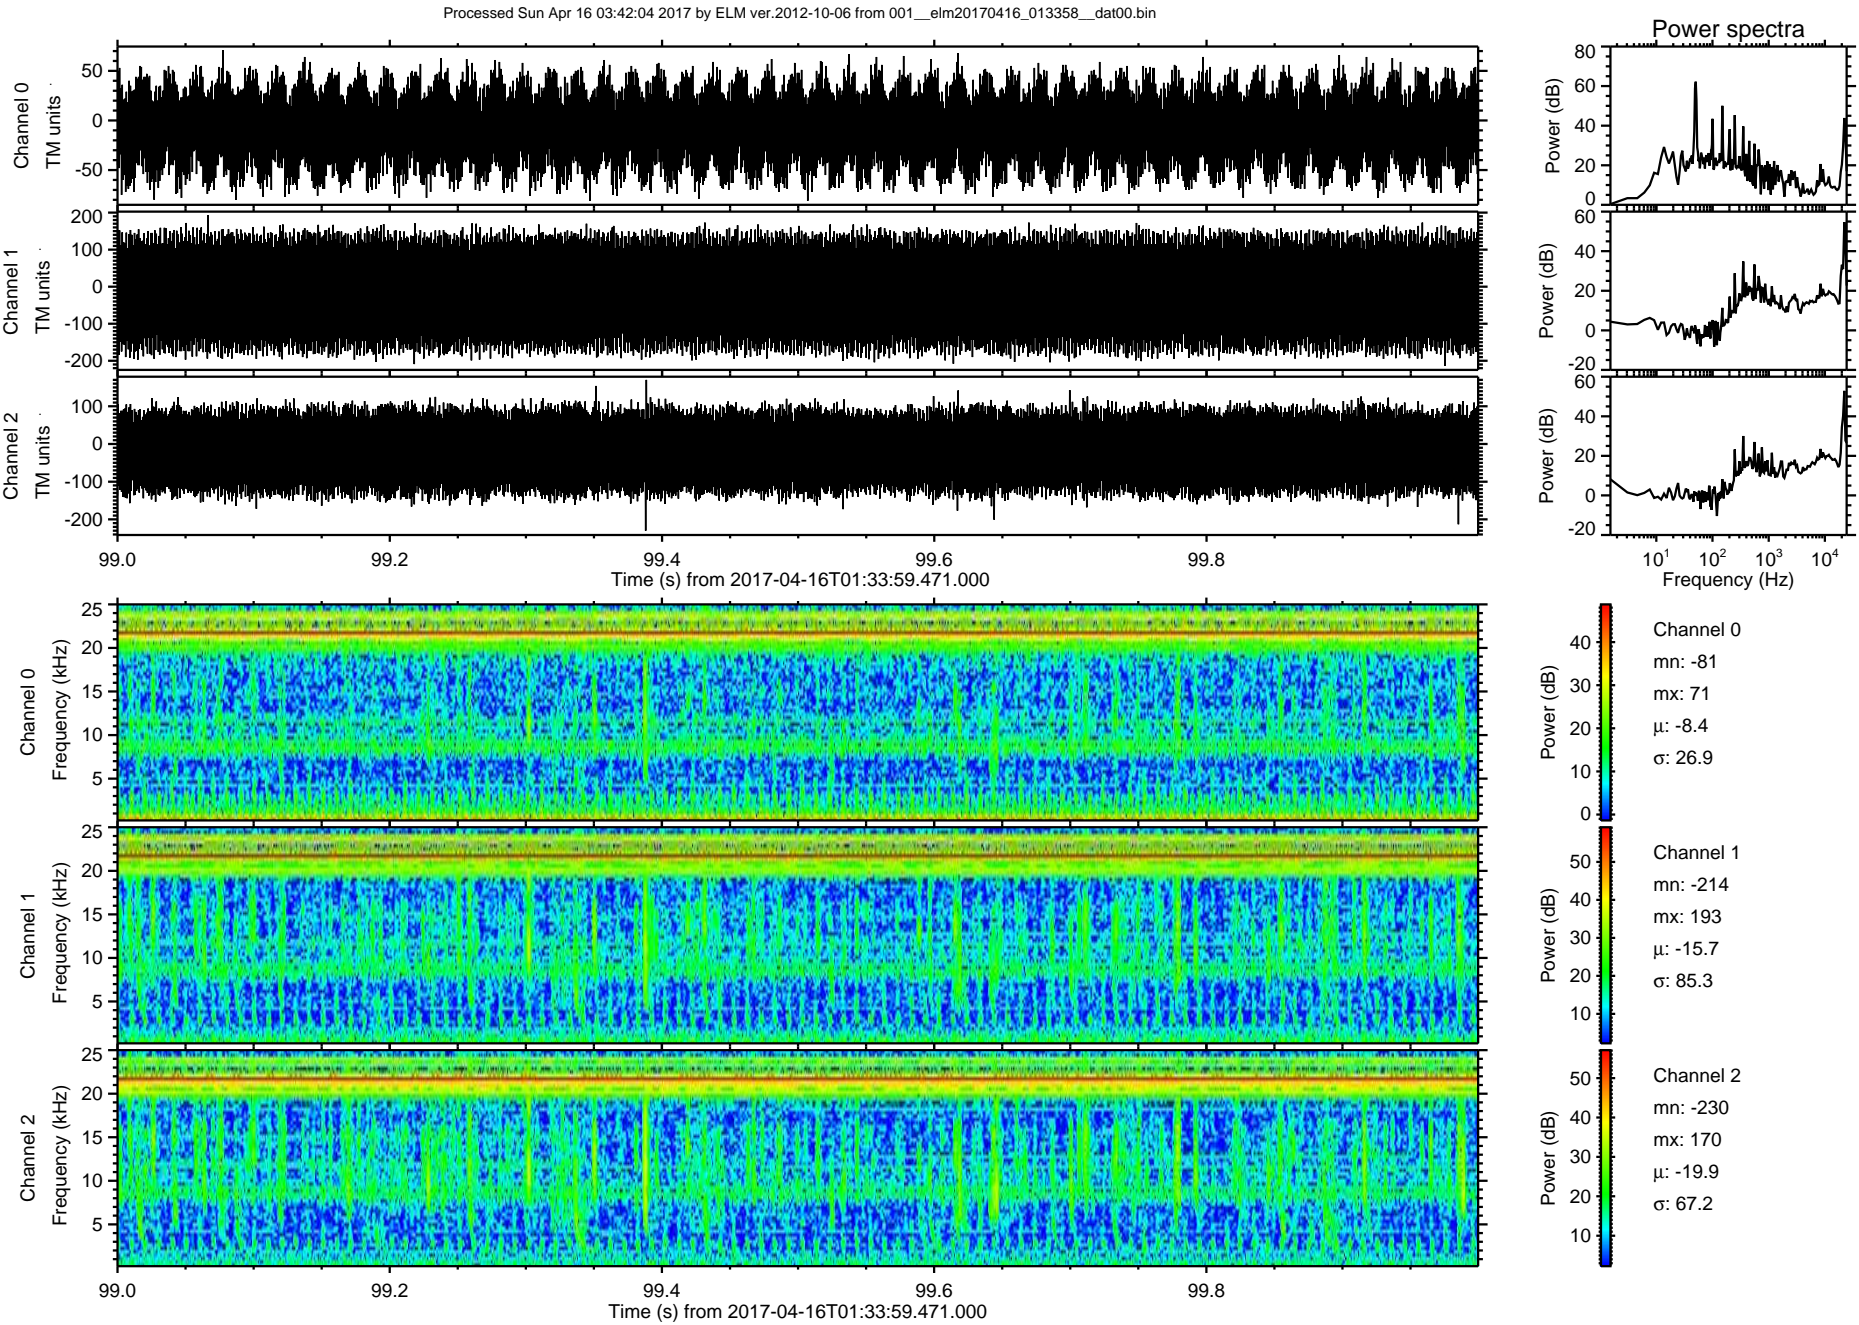 Processed Sun Apr 16 03:42:04 2017 by ELM ver.2012-10-06 from 001__elm20170416_013358__dat00.bin
Power spectra
Channel 0
TM units
50
0
-50
Power (dB)
80
60
40
20
0
Channel 1
TM units
200
100
0
-100
-200
Power (dB)
60
40
20
0
-20
Channel 2
TM units
100
0
-100
-200
Power (dB)
60
40
20
0
-20
99.0 99.2 99.4 99.6 99.8
Time (s) from 2017-04-16T01:33:59.471.000
10¹ 10² 10³ 10⁴
Frequency (Hz)
Channel 0
Frequency (kHz)
25
20
15
10
5
Power (dB)
40
30
20
10
0
Channel 0
mn: -81
mx: 71
μ: -8.4
σ: 26.9
Channel 1
Frequency (kHz)
25
20
15
10
5
Power (dB)
50
40
30
20
10
Channel 1
mn: -214
mx: 193
μ: -15.7
σ: 85.3
Channel 2
Frequency (kHz)
25
20
15
10
5
Power (dB)
50
40
30
20
10
Channel 2
mn: -230
mx: 170
μ: -19.9
σ: 67.2
99.0 99.2 99.4 99.6 99.8
Time (s) from 2017-04-16T01:33:59.471.000